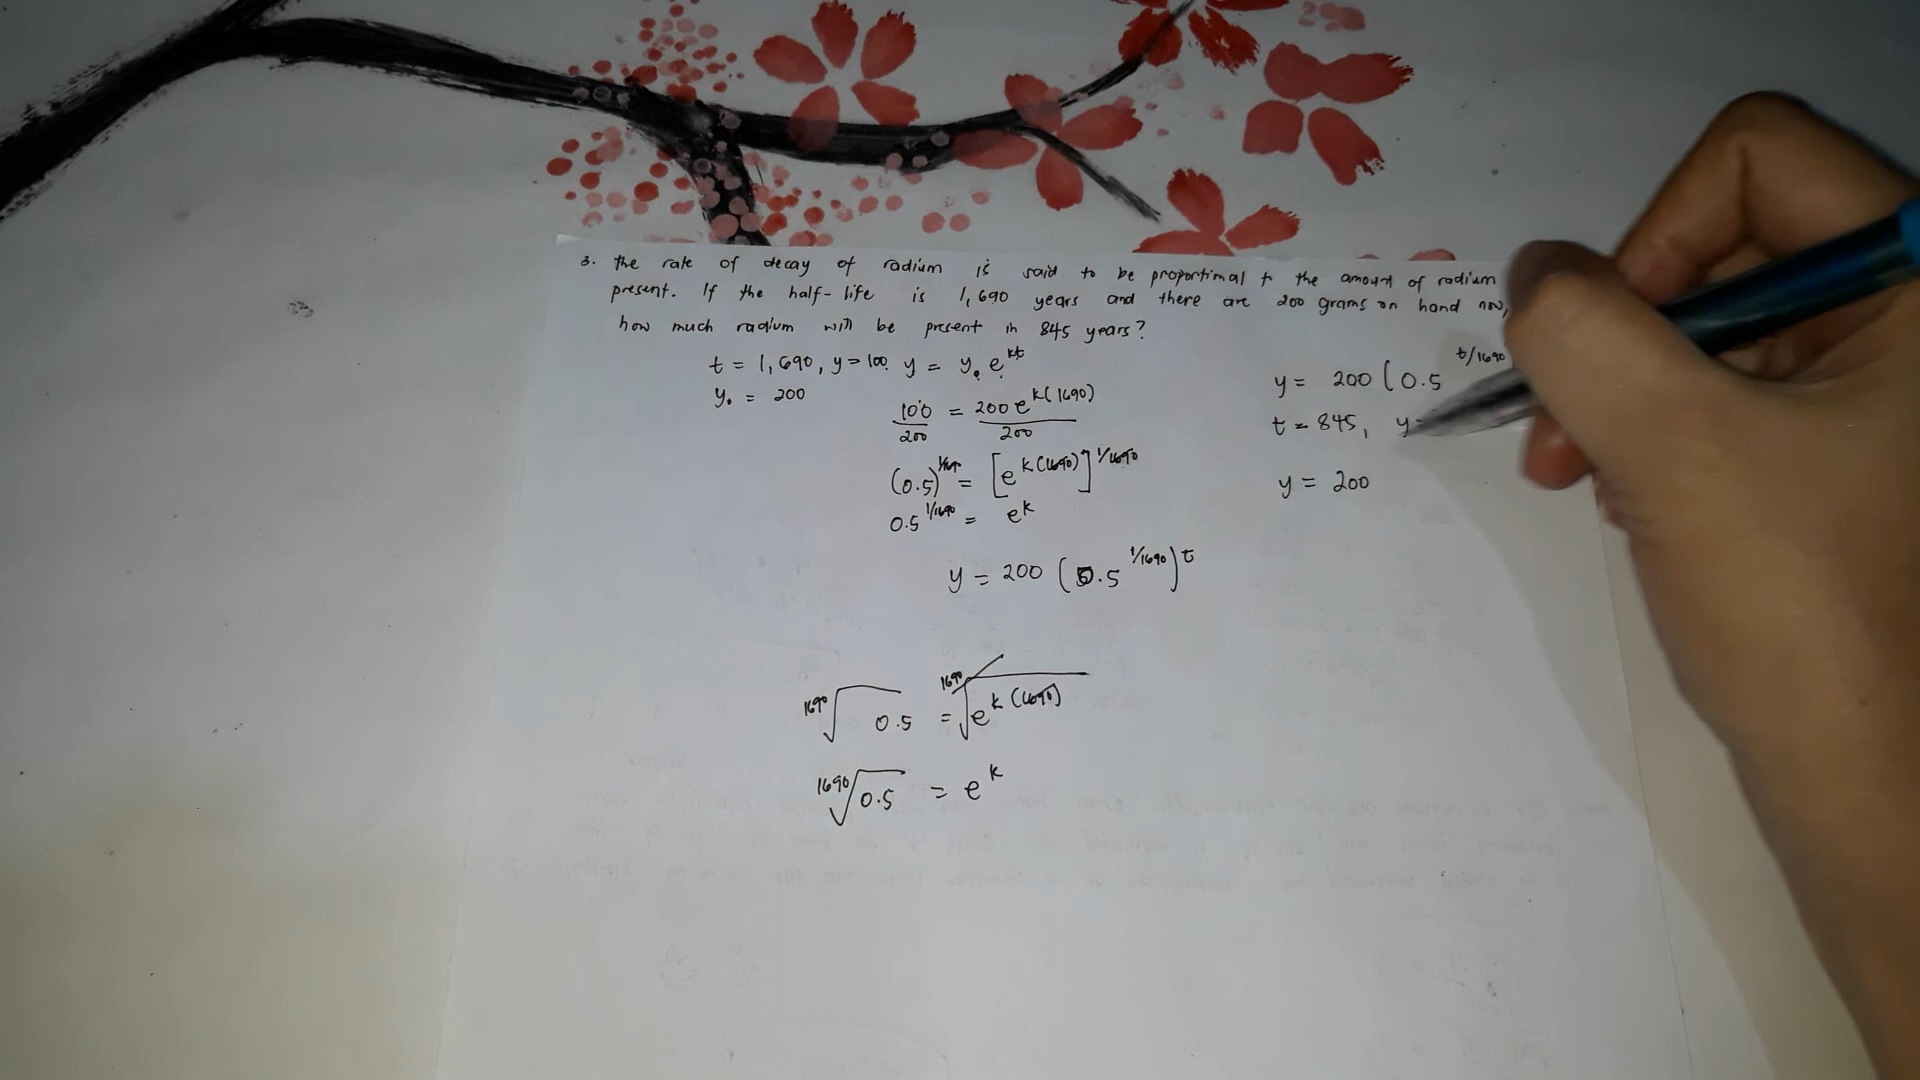 3. The rate of decay of radium is said to be proportional to the amount of radium
present. If the half-life is 1,690 years and there are 200 grams on hand now,
how much radium will be present in 845 years?
t = 1,690, y = 100 y = y₀ e^kt
y₀ = 200
100/200 = 200 e^k(1690)/200
(0.5)^1/1690 = [e^k(1690)]^1/1690
0.5^1/1690 = e^k
y = 200 (0.5^1/1690)^t
1690√0.5 = 1690√e^k(1690)
1690√0.5 = e^k
y = 200 (0.5^t/1690
t = 845, y =
y = 200